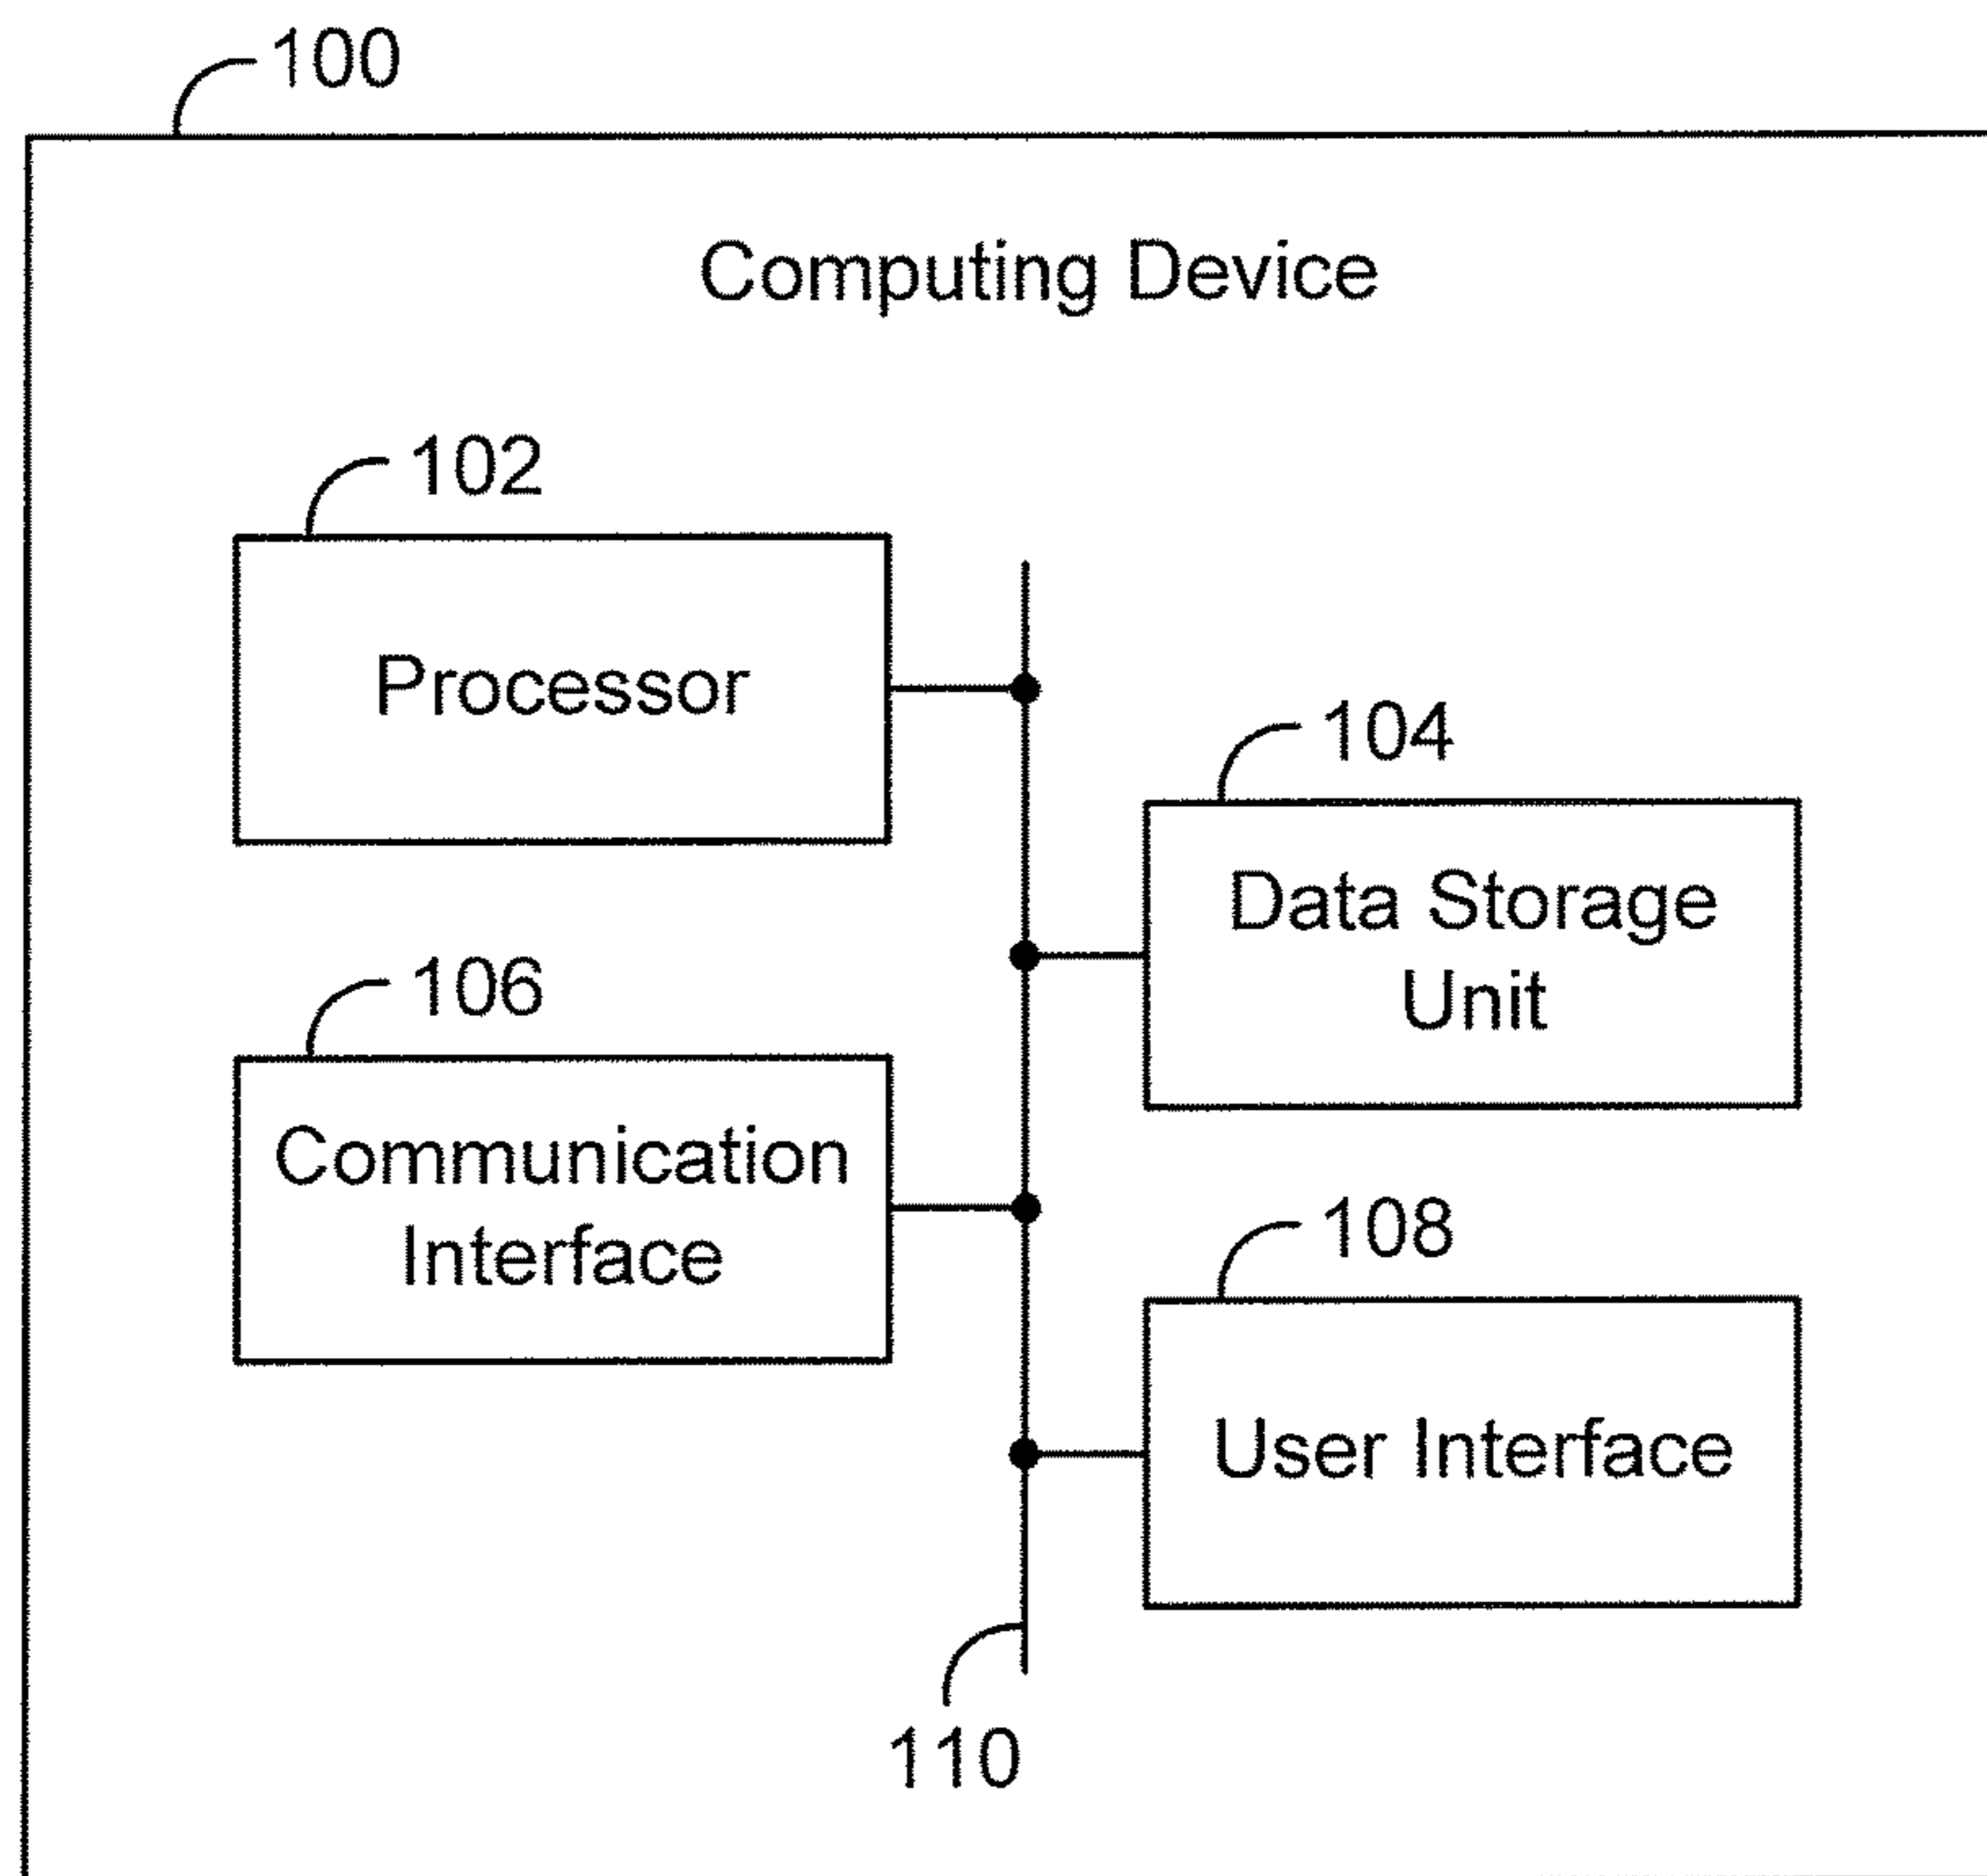 100
Computing Device
102
Processor
104
Data Storage
Unit
106
Communication
Interface
108
User Interface
110